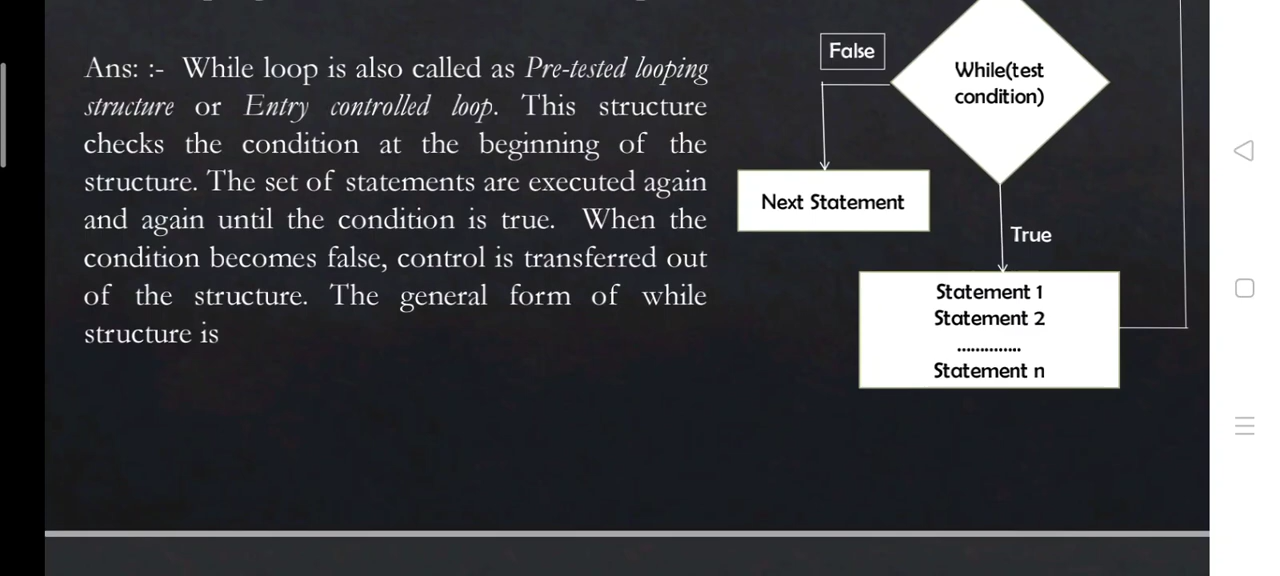 Ans: :- While loop is also called as Pre-tested looping
structure or Entry controlled loop. This structure
checks the condition at the beginning of the
structure. The set of statements are executed again
and again until the condition is true. When the
condition becomes false, control is transferred out
of the structure. The general form of while
structure is
False
While(test
condition)
Next Statement
True
Statement 1
Statement 2
..............
Statement n